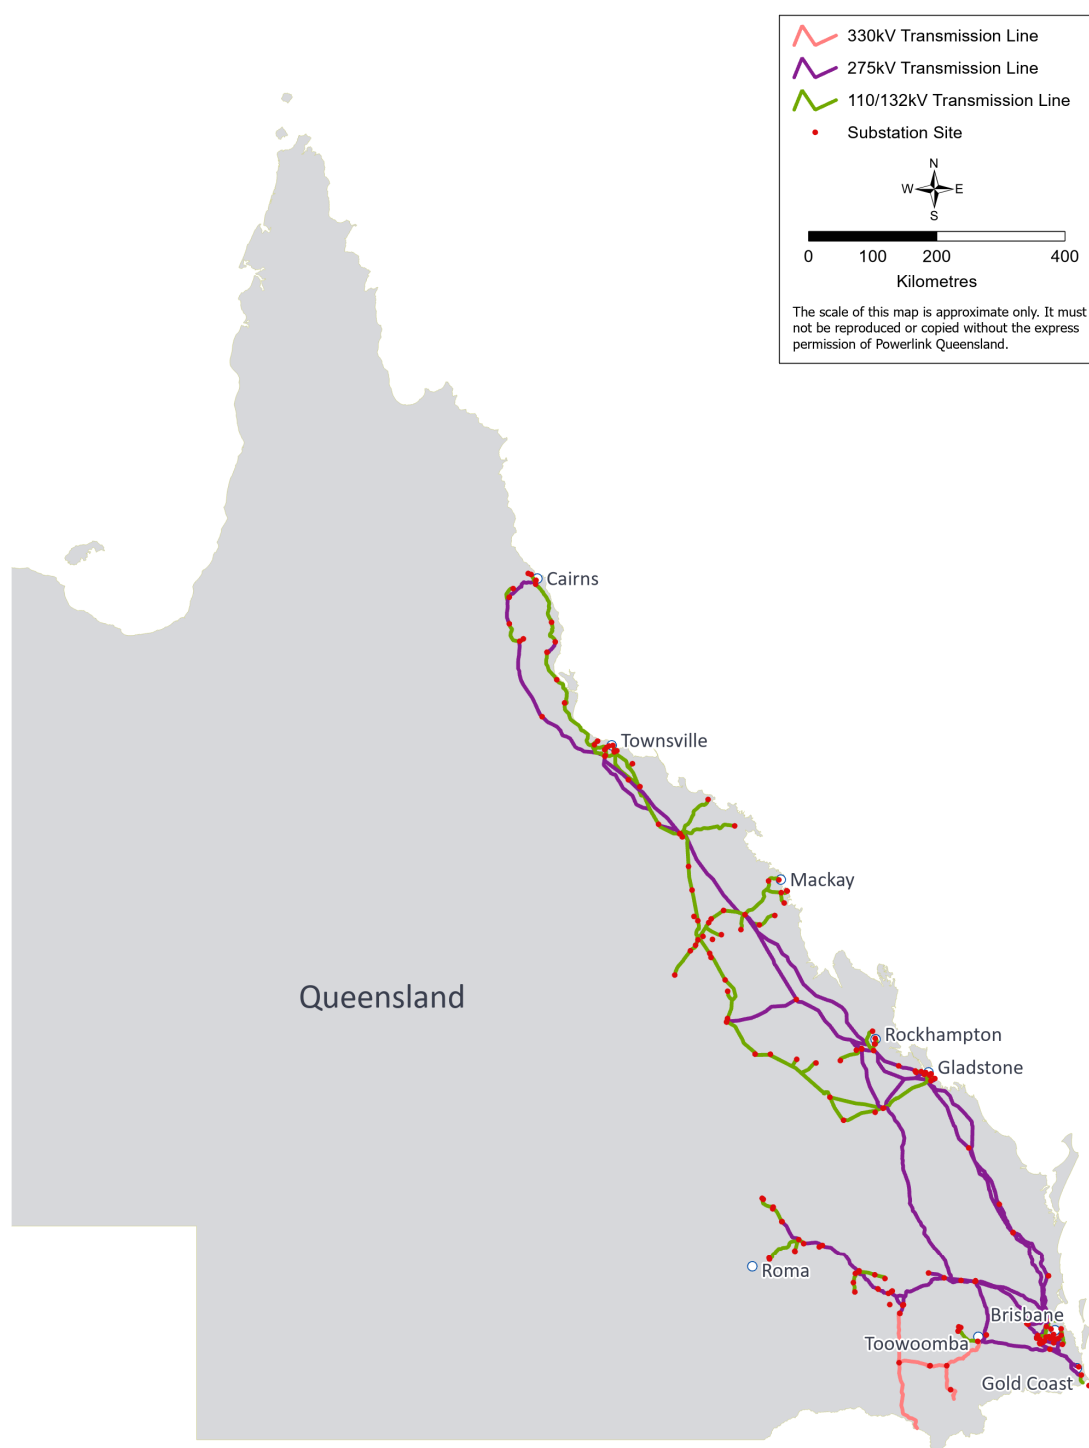 330kV Transmission Line
275kV Transmission Line
110/132kV Transmission Line
Substation Site
N
W E
S
0 100 200 400
Kilometres
The scale of this map is approximate only. It must
not be reproduced or copied without the express
permission of Powerlink Queensland.
Cairns
Townsville
Mackay
Queensland
Rockhampton
Gladstone
Roma
Brisbane
Toowoomba
Gold Coast